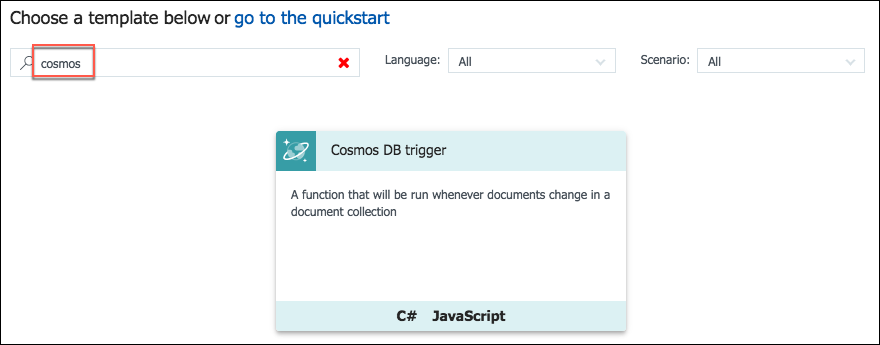 Choose a template below or go to the quickstart
cosmos
Language: All
Scenario: All
Cosmos DB trigger
A function that will be run whenever documents change in a
document collection
C# JavaScript